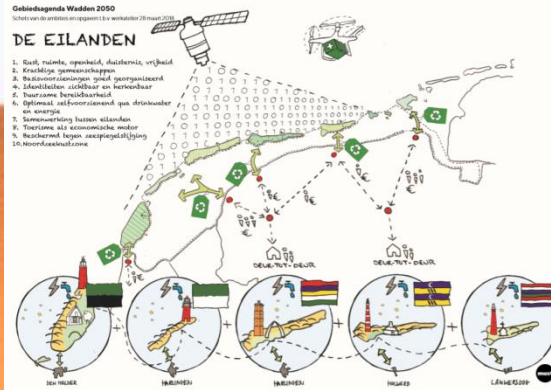 Gebiedsagenda Wadden 2050
Schets van de ambities en opgaven t.b.v. werkatelier 28 maart 2018
DE EILANDEN
1. Rust, ruimte, openheid, duisternis, vrijheid
2. Krachtige gemeenschappen
3. Basisvoorzieningen goed georganiseerd
4. Identiteiten zichtbaar en herkenbaar
5. Duurzame bereikbaarheid
6. Optimaal zelfvoorzienend qua drinkwater
en energie
7. Samenwerking tussen eilanden
8. Toerisme als economische motor
9. Beschermd tegen zeespiegelstijging
10. Noordzeekustzone
DEUR-TOT-DEUR
DEUR-TOT-DEUR
DEN HELDER
HARLINGEN
HARLINGEN
HOLWERD
LAUWERSOOG